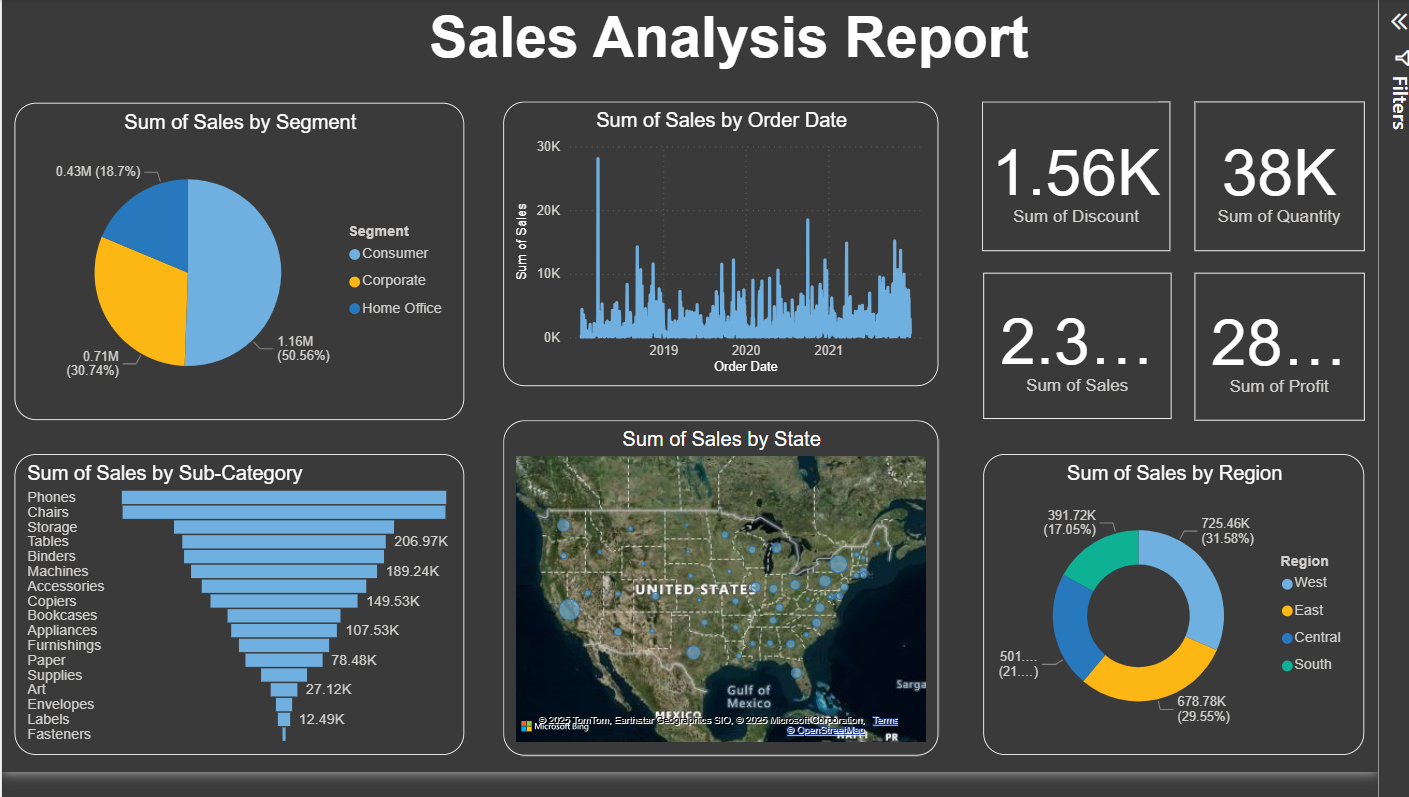 Sales Analysis Report
Filters
Sum of Sales by Segment
0.43M (18.7%)
0.71M
(30.74%)
1.16M
(50.56%)
Segment
Consumer
Corporate
Home Office
Sum of Sales by Order Date
Sum of Sales
30K
20K
10K
0K
2019
2020
2021
Order Date
1.56K
Sum of Discount
38K
Sum of Quantity
2.3...
Sum of Sales
28...
Sum of Profit
Sum of Sales by Sub-Category
Phones
Chairs
Storage
Tables 206.97K
Binders
Machines 189.24K
Accessories
Copiers 149.53K
Bookcases
Appliances 107.53K
Furnishings
Paper 78.48K
Supplies
Art 27.12K
Envelopes
Labels 12.49K
Fasteners
Sum of Sales by State
UNITED STATES
Gulf of
Mexico
MEXICO
Sarga
HAITI
PR
Microsoft Bing
© 2025 TomTom, Earthstar Geographics SIO, © 2025 Microsoft Corporation, Terms
© OpenStreetMap
Sum of Sales by Region
391.72K
(17.05%)
725.46K
(31.58%)
501....
(21....)
678.78K
(29.55%)
Region
West
East
Central
South